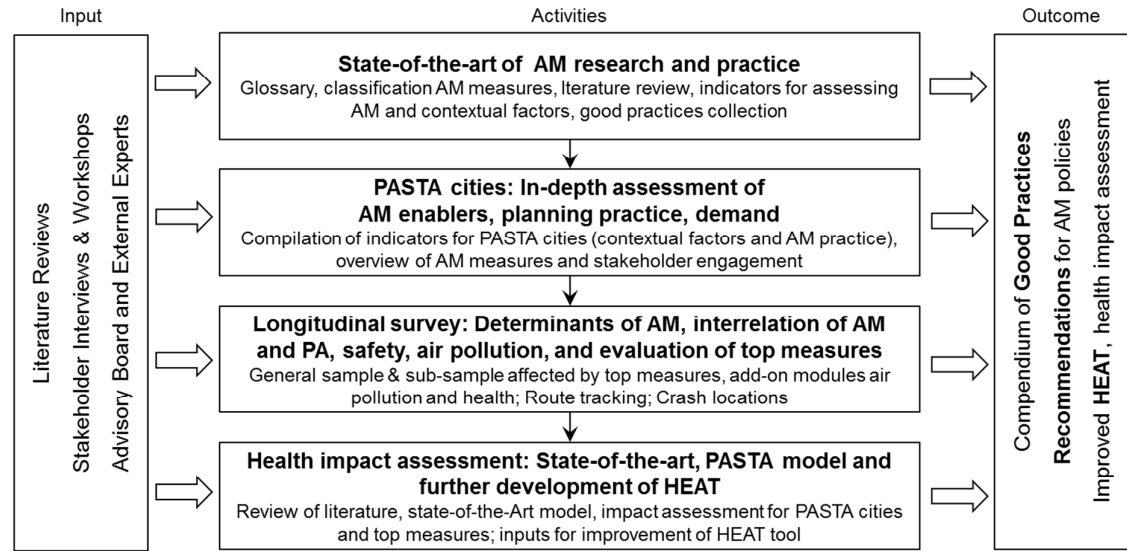 Input
Activities
Outcome
Literature Reviews
Stakeholder Interviews & Workshops
Advisory Board and External Experts
State-of-the-art of AM research and practice
Glossary, classification AM measures, lterature review, indicators for assessing
AM and contextual factors, good practices collection
PASTA cities: In-depth assessment of
AM enablers, planning practice, demand
Compilation of indicators for PASTA cities (contextual factors and AM practice),
overview of AM measures and stakeholder engagement
Longitudinal survey: Determinants of AM, interrelation of AM
and PA, safety, air pollution, and evaluation of top measures
General sample & sub-sample affected by top measures, add-on modules air
pollution and health; Route tracking; Crash locations
Health impact assessment: State-of-the-art, PASTA model and
further development of HEAT
Review of literature, state-of-the-Art model, impact assessment for PASTA cities
and top measures; inputs for improvement of HEAT tool
Compendium of Good Practices
Recommendations for AM policies
Improved HEAT, health impact assessment